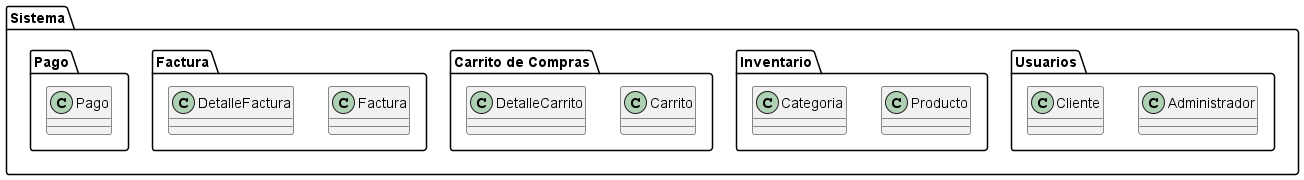 Sistema
Pago
Factura
Carrito de Compras
Inventario
Usuarios
C Pago
C DetalleFactura
C Factura
C DetalleCarrito
C Carrito
C Categoria
C Producto
C Cliente
C Administrador